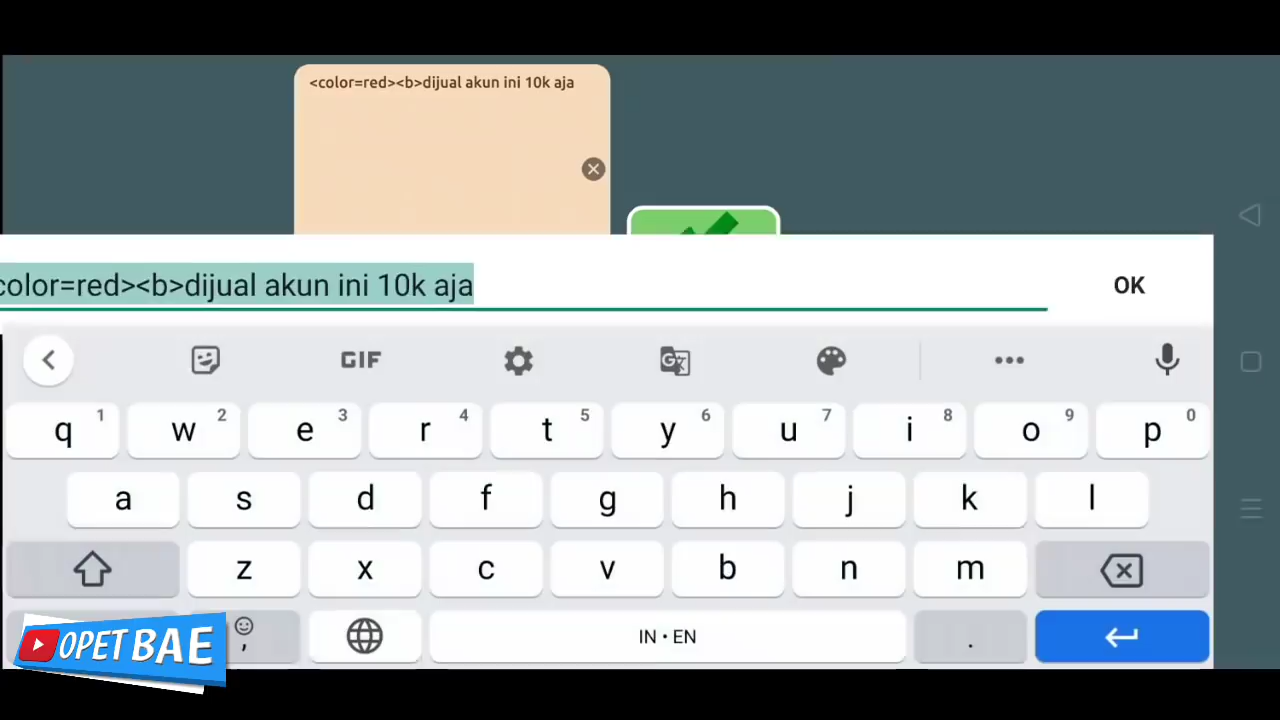 <color=red><b>dijual akun ini 10k aja
color=red><b>dijual akun ini 10k aja
OK
GIF
q 1 w 2 e 3 r 4 t 5 y 6 u 7 i 8 o 9 p 0
a s d f g h j k l
z x c v b n m
, IN • EN .
OPET BAE